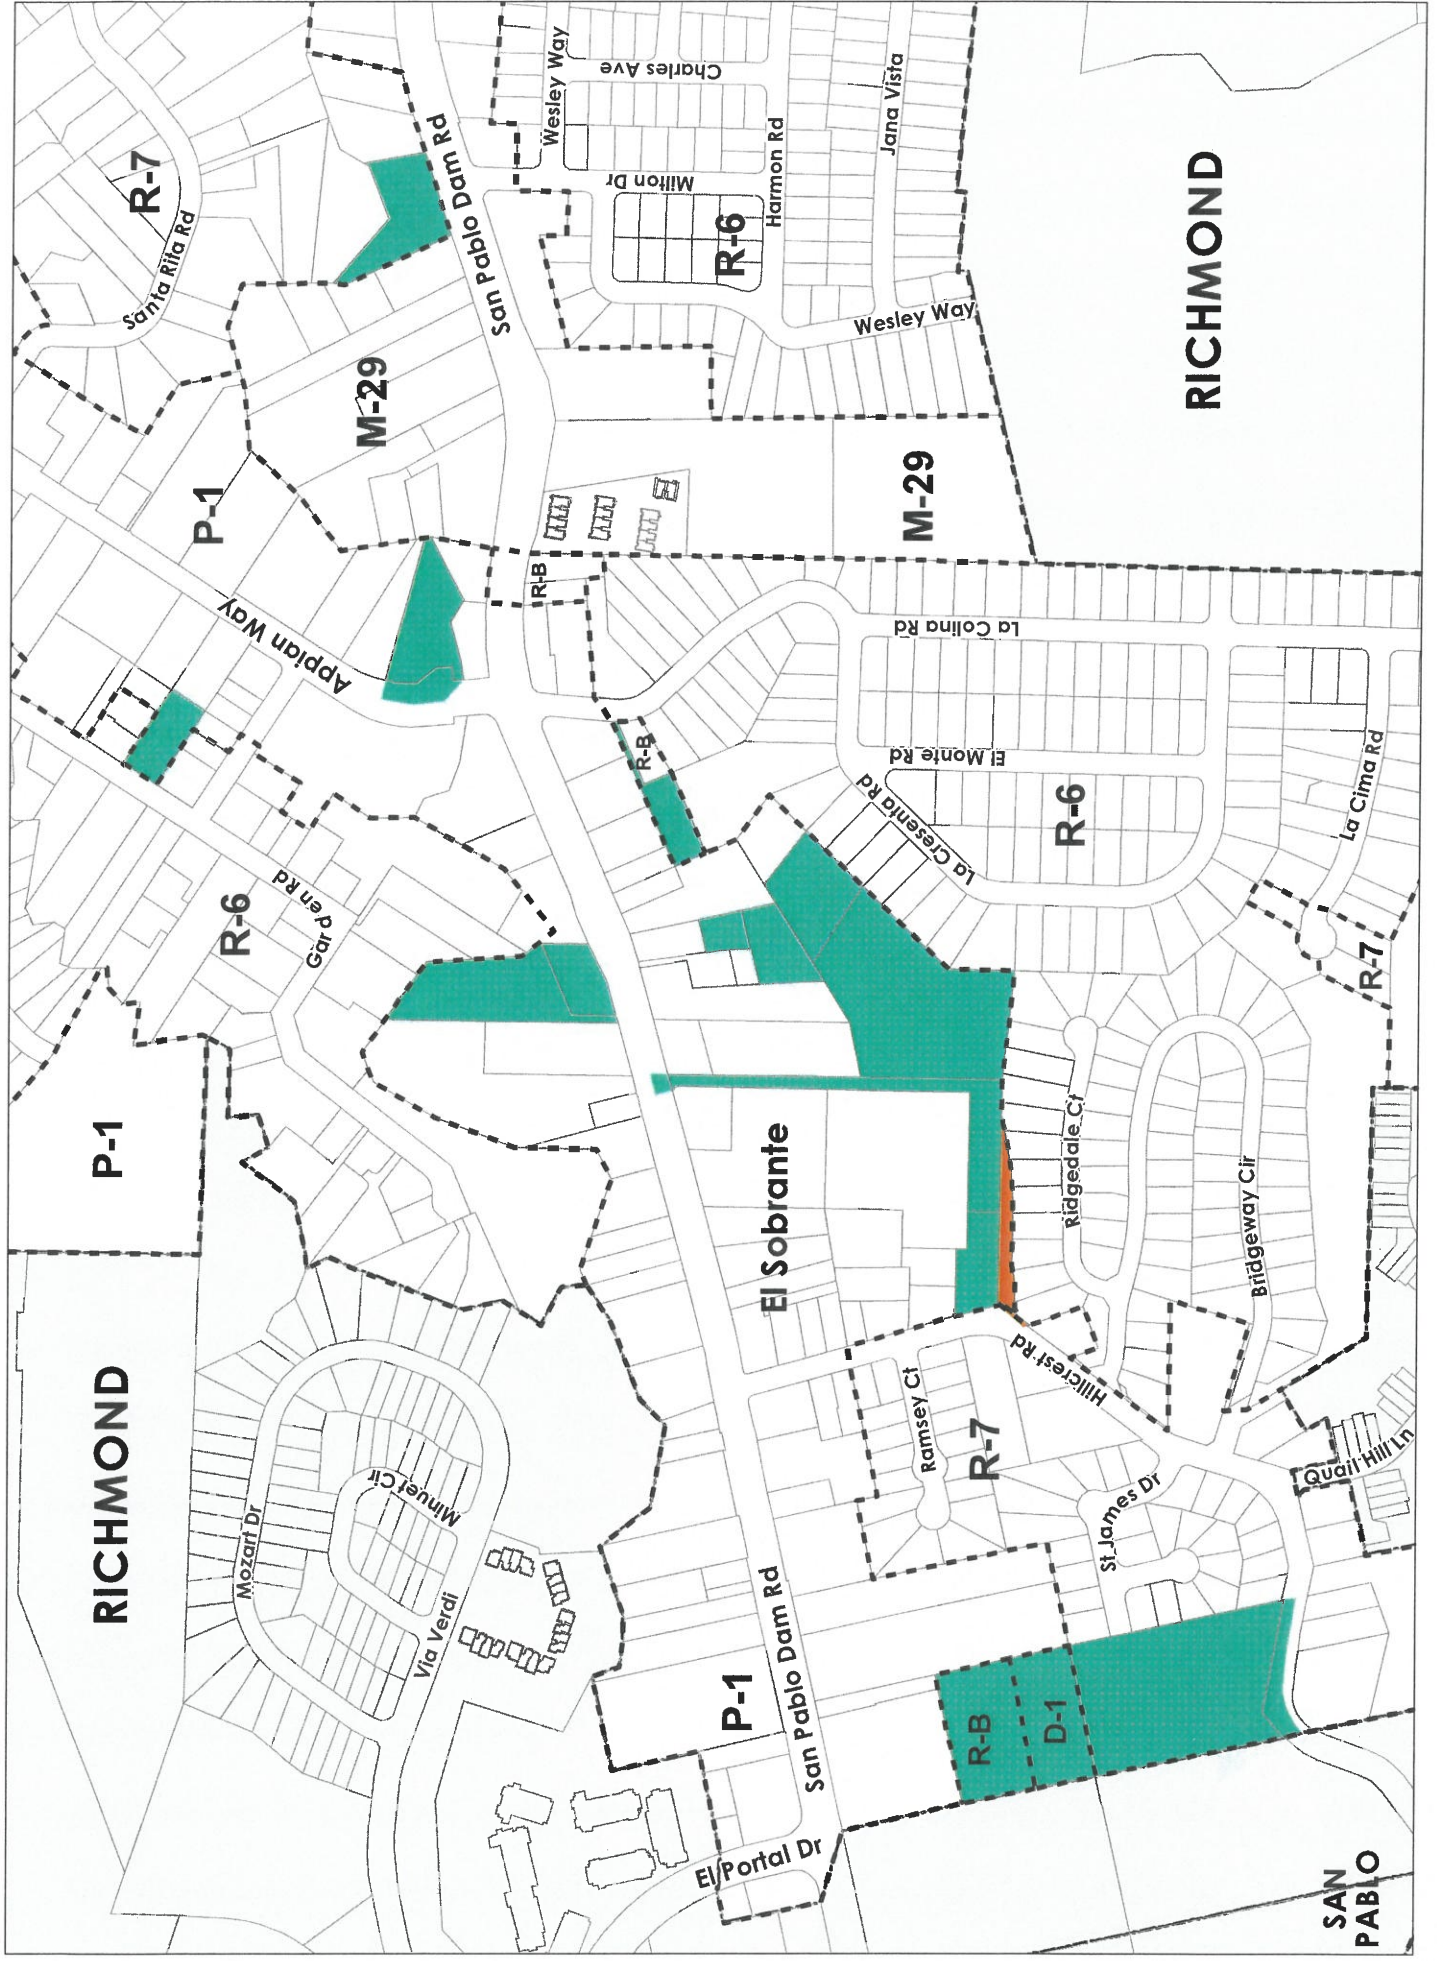 RICHMOND
P-1
R-6
Garden Rd
Appian Way
P-1
Santa Rita Rd
R-7
Mozart Dr
Minuet Cir
Via Verdi
M-29
San Pablo Dam Rd
R-B
Wesley Way
Charles Ave
Milton Dr
R-6
Harmon Rd
Jana Vista
Wesley Way
El Portal Dr
P-1
San Pablo Dam Rd
El Sobrante
R-B
La Colina Rd
M-29
El Monte Rd
La Cresenta Rd
R-6
La Cima Rd
R-7
RICHMOND
Ramsey Ct
R-7
Hillcrest Rd
Ridgedale Ct
Bridgeway Cir
R-B
D-1
St James Dr
Quail Hill Ln
SAN
PABLO